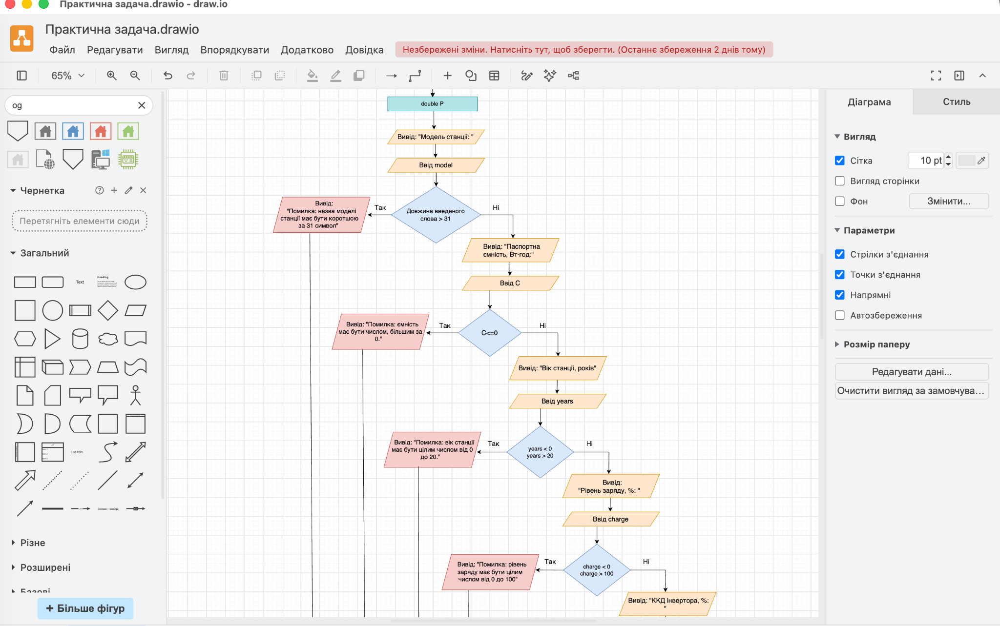 Практична задача.drawio - draw.io
Практична задача.drawio
Файл Редагувати Вигляд Впорядкувати Додатково Довідка
Незбережені зміни. Натисніть тут, щоб зберегти. (Останнє збереження 2 днів тому)
65%
og
Чернетка
Перетягніть елементи сюди
Загальний
Text
Heading
List
List Item
Різне
Розширені
Базові
+ Більше фігур
double P
Вивід: "Модель станції: "
Ввід model
Довжина введеного
слова > 31
Так
Ні
Вивід:
"Помилка: назва моделі
станції має бути коротшою
за 31 символ"
Вивід: "Паспортна
ємність, Вт·год:"
Ввід C
C<=0
Так
Ні
Вивід: "Помилка: ємність
має бути числом, більшим за
0."
Вивід: "Вік станції, років"
Ввід years
years < 0
years > 20
Так
Ні
Вивід: "Помилка: вік станції
має бути цілим числом від 0
до 20."
Вивід:
"Рівень заряду, %: "
Ввід charge
charge < 0
charge > 100
Так
Ні
Вивід: "Помилка: рівень
заряду має бути цілим
числом від 0 до 100"
Вивід: "ККД інвертора, %:
"
Діаграма
Стиль
Вигляд
Сітка
10 pt
Вигляд сторінки
Фон
Змінити...
Параметри
Стрілки з'єднання
Точки з'єднання
Напрямні
Автозбереження
Розмір паперу
Редагувати дані...
Очистити вигляд за замовчува...